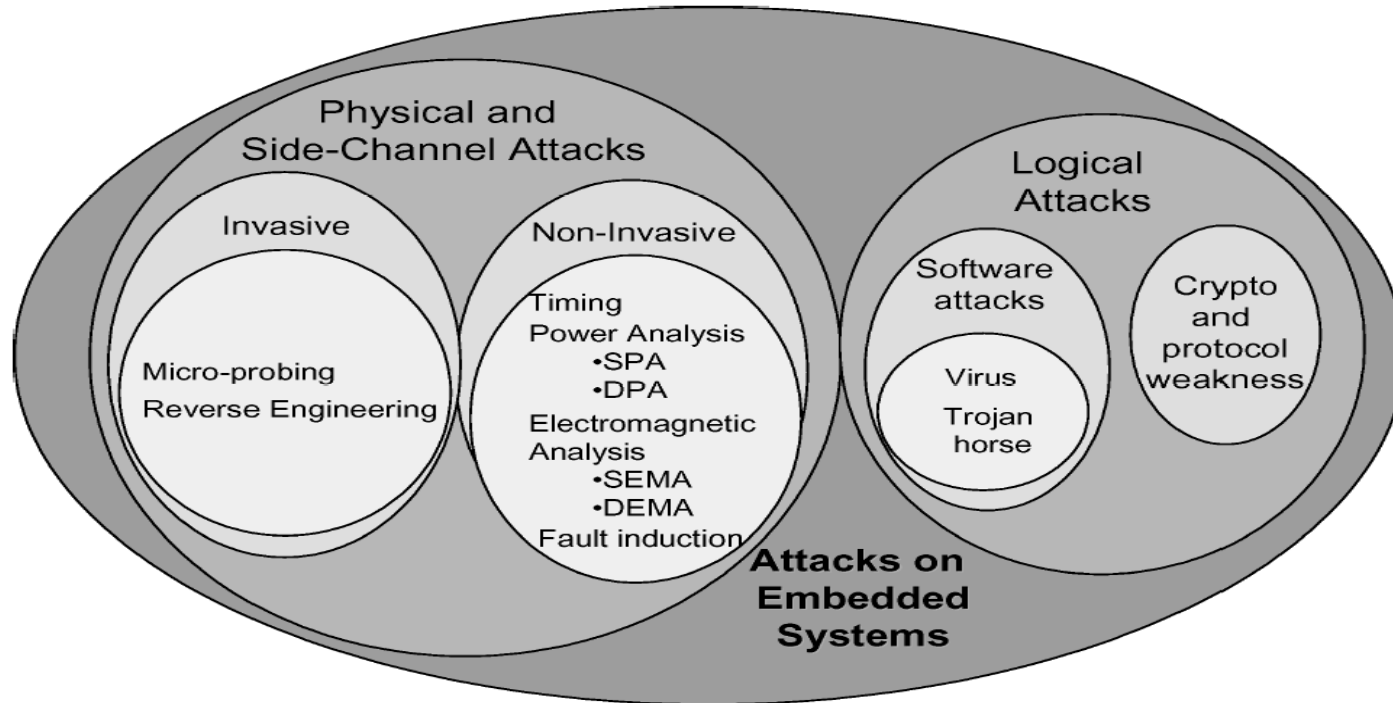 Physical and
Side-Channel Attacks
Invasive
Micro-probing
Reverse Engineering
Non-Invasive
Timing
Power Analysis
•SPA
•DPA
Electromagnetic
Analysis
•SEMA
•DEMA
Fault induction
Logical
Attacks
Software
attacks
Virus
Trojan
horse
Crypto
and
protocol
weakness
Attacks on
Embedded
Systems